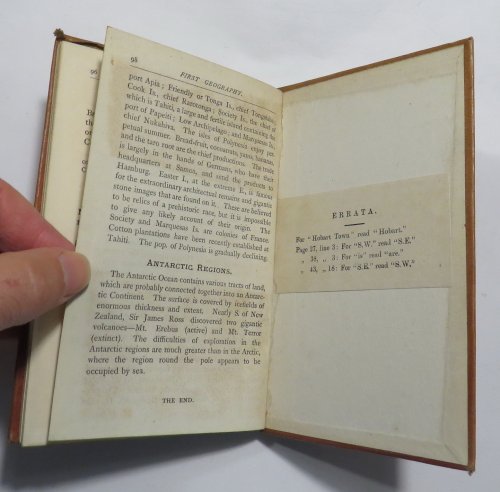 96
98
FIRST GEOGRAPHY.
port Apia; Friendly or Tonga Is., chief Tongatabu,
Cook Is., chief Raratonga; Society Is., the chief of
which is Tahiti, a large and fertile island containing the
port of Papeiti; Low Archipelago; and Marquesas Is.,
chief Nukahiva. The isles of Polynesia enjoy per-
petual summer. Bread-fruit, cocoanuts, yams, bananas,
and the taro root are the chief productions. The trade
is largely in the hands of Germans, who have their
headquarters at Samoa, and send the products to
Hamburg. Easter I., at the extreme E., is famous
for the extraordinary architectural remains and gigantic
stone images that are found on it. These are believed
to be relics of a prehistoric race, but it is impossible
to give any likely account of their origin. The
Society and Marquesas Is. are colonies of France.
Cotton plantations have been recently established at
Tahiti. The pop. of Polynesia is gradually declining.
ANTARCTIC REGIONS.
The Antarctic Ocean contains various tracts of land,
which are probably connected together into an Antarc-
tic Continent. The surface is covered by icefields of
enormous thickness and extent. Nearly S. of New
Zealand, Sir James Ross discovered two gigantic
volcanoes—Mt. Erebus (active) and Mt. Terror
(extinct). The difficulties of exploration in the
Antarctic regions are much greater than in the Arctic,
where the region round the pole appears to be
occupied by sea.
THE END.
ERRATA.
For "Hobart Town" read "Hobart."
Page 27, line 3: For "S.W." read "S.E."
" 38, " 3: For "is" read "are."
" 43, " 16: For "S.E." read "S.W."